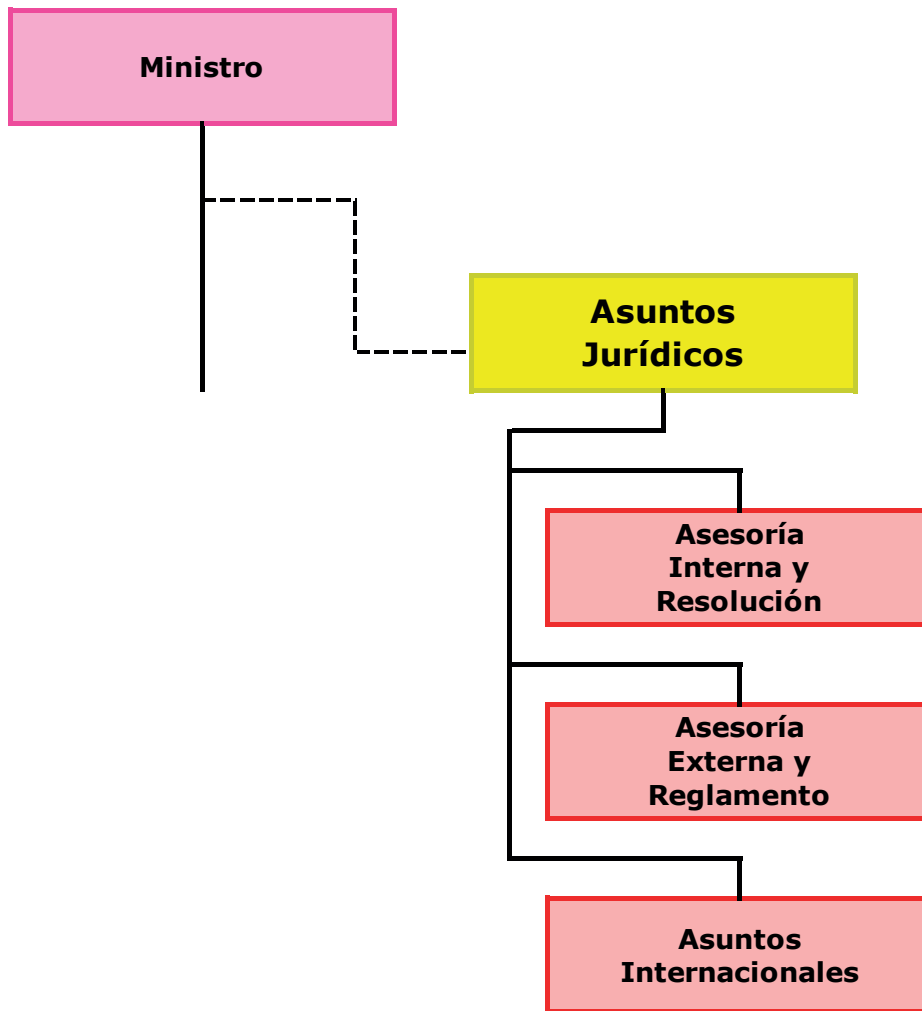 Ministro
Asuntos
Jurídicos
Asesoría
Interna y
Resolución
Asesoría
Externa y
Reglamento
Asuntos
Internacionales